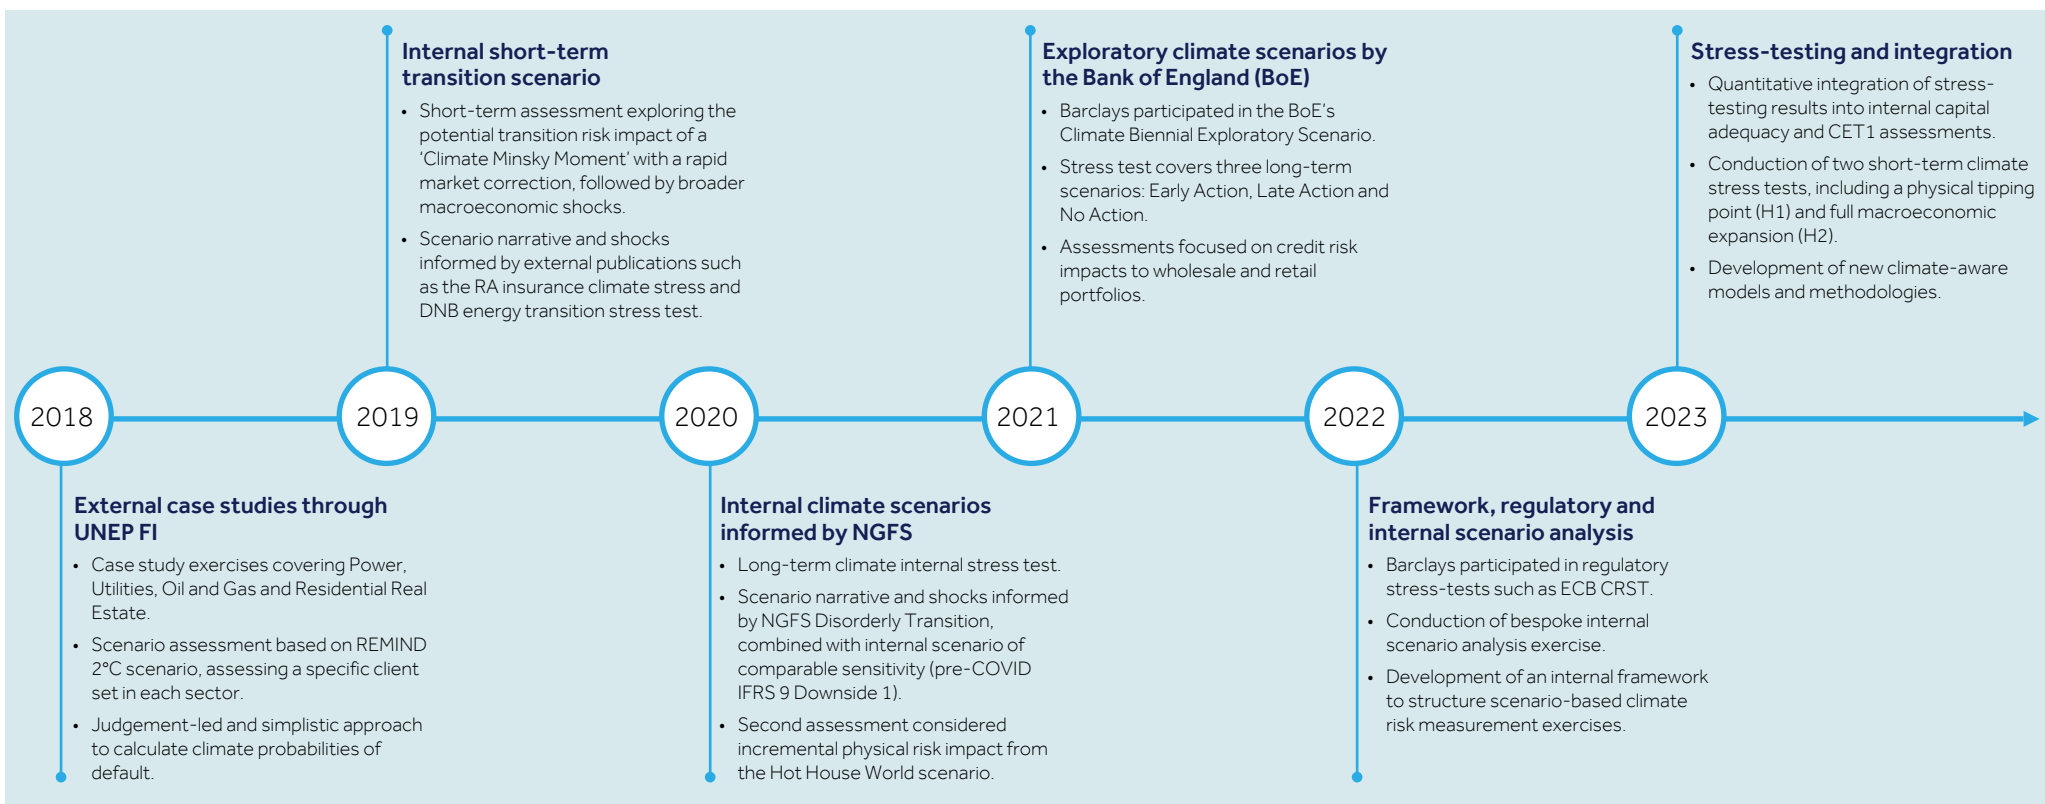 2018
External case studies through
UNEP FI
• Case study exercises covering Power,
Utilities, Oil and Gas and Residential Real
Estate.
• Scenario assessment based on REMIND
2°C scenario, assessing a specific client
set in each sector.
• Judgement-led and simplistic approach
to calculate climate probabilities of
default.
2019
Internal short-term
transition scenario
• Short-term assessment exploring the
potential transition risk impact of a
‘Climate Minsky Moment’ with a rapid
market correction, followed by broader
macroeconomic shocks.
• Scenario narrative and shocks
informed by external publications such
as the RA insurance climate stress and
DNB energy transition stress test.
2020
Internal climate scenarios
informed by NGFS
• Long-term climate internal stress test.
• Scenario narrative and shocks informed
by NGFS Disorderly Transition,
combined with internal scenario of
comparable sensitivity (pre-COVID
IFRS 9 Downside 1).
• Second assessment considered
incremental physical risk impact from
the Hot House World scenario.
2021
Exploratory climate scenarios by
the Bank of England (BoE)
• Barclays participated in the BoE’s
Climate Biennial Exploratory Scenario.
• Stress test covers three long-term
scenarios: Early Action, Late Action and
No Action.
• Assessments focused on credit risk
impacts to wholesale and retail
portfolios.
2022
Framework, regulatory and
internal scenario analysis
• Barclays participated in regulatory
stress-tests such as ECB CRST.
• Conduction of bespoke internal
scenario analysis exercise.
• Development of an internal framework
to structure scenario-based climate
risk measurement exercises.
2023
Stress-testing and integration
• Quantitative integration of stress-
testing results into internal capital
adequacy and CET1 assessments.
• Conduction of two short-term climate
stress tests, including a physical tipping
point (H1) and full macroeconomic
expansion (H2).
• Development of new climate-aware
models and methodologies.